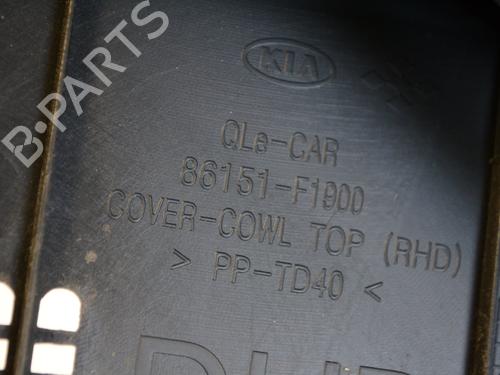 B-PARTS
KIA
QLe-CAR
86151-F1900
COVER-COWL TOP (RHD)
> PP-TD40 <